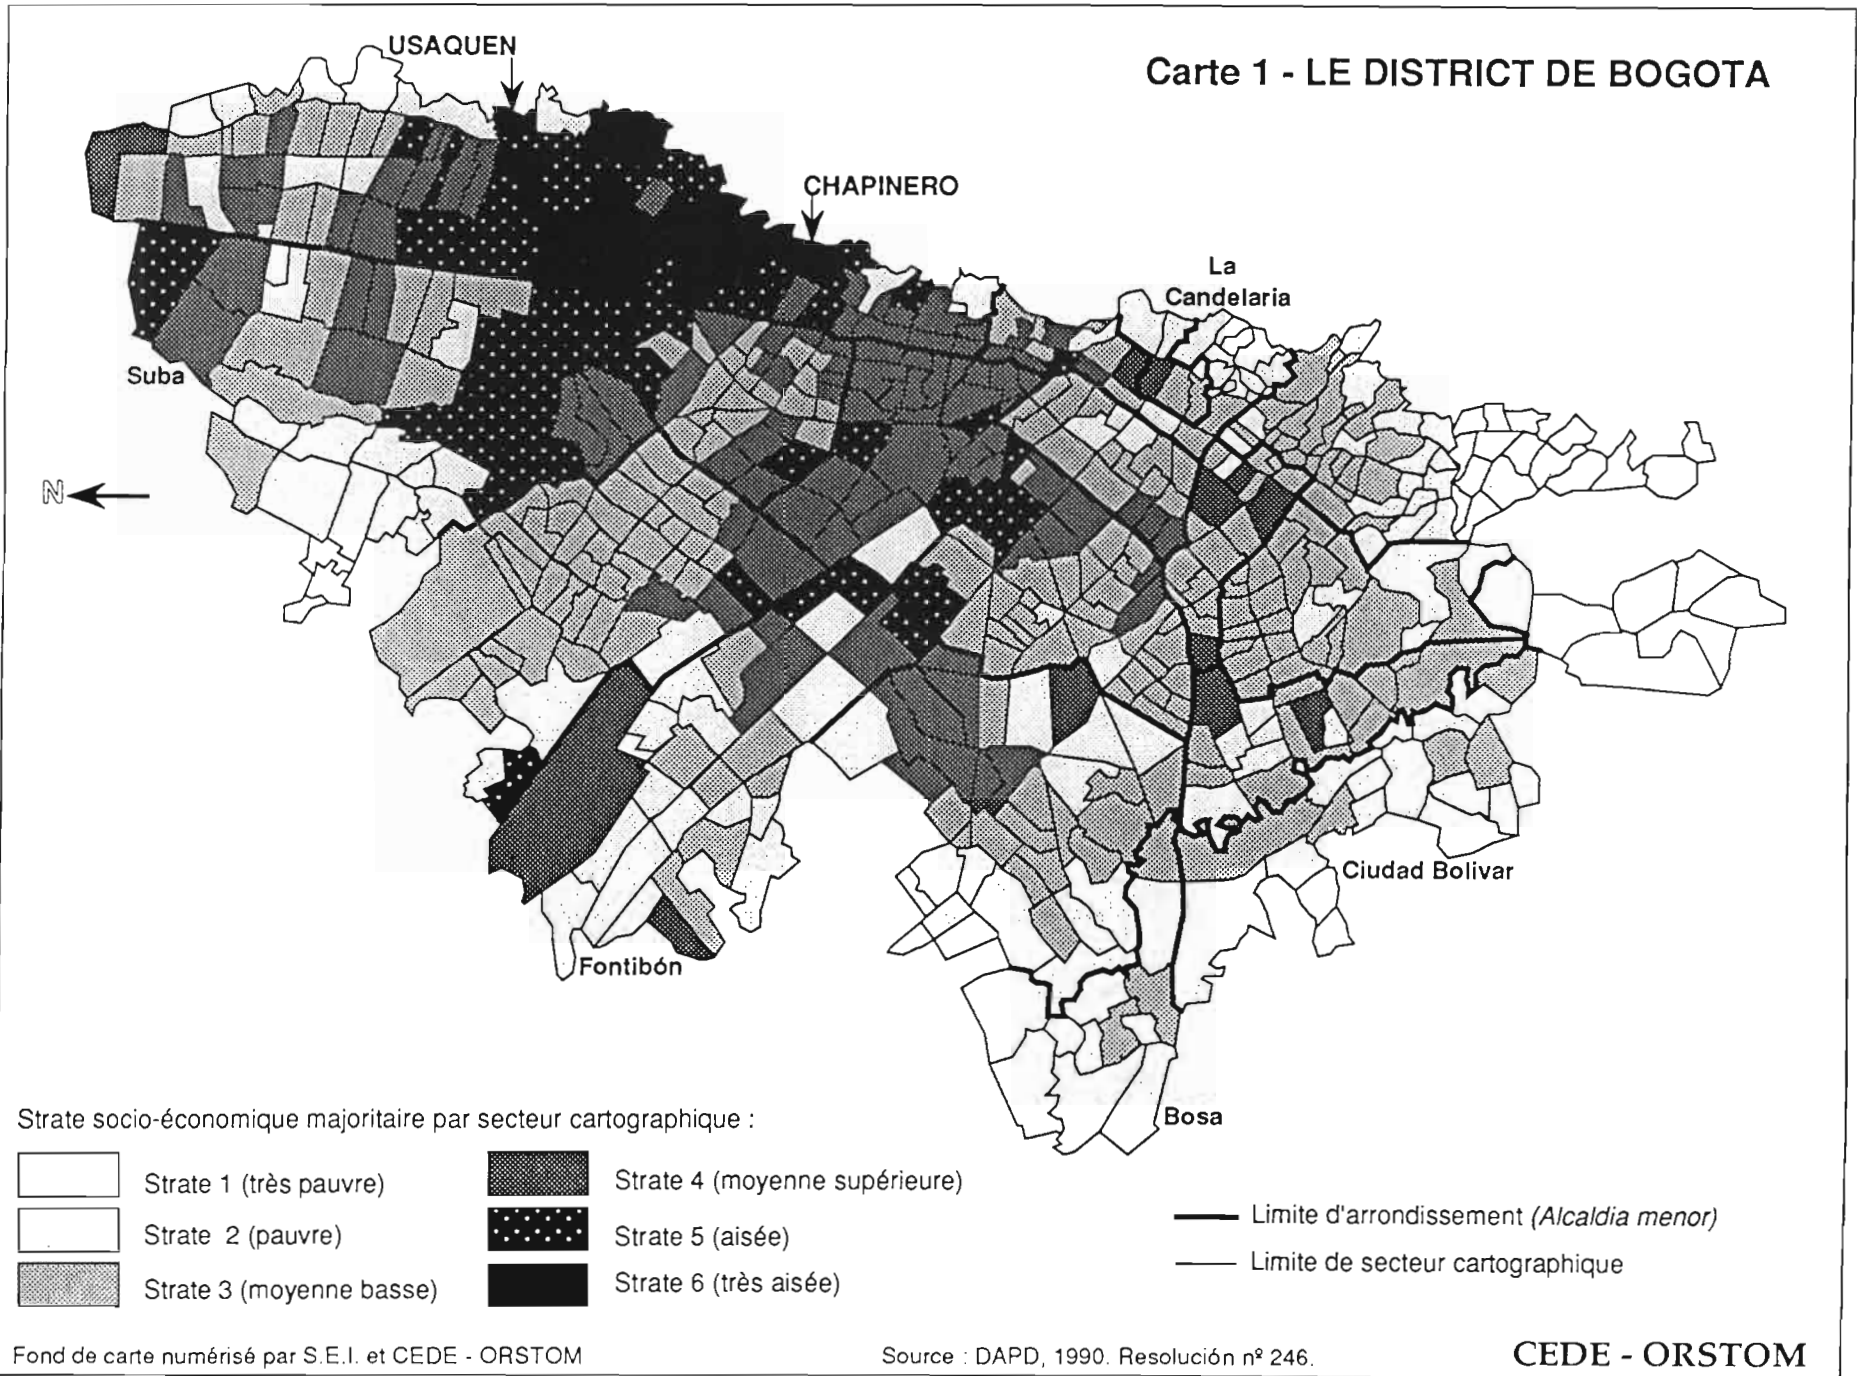 Carte 1 - LE DISTRICT DE BOGOTA
USAQUEN
CHAPINERO
La
Candelaria
Suba
N
Ciudad Bolivar
Fontibón
Bosa
Strate socio-économique majoritaire par secteur cartographique :
Strate 1 (très pauvre)
Strate 2 (pauvre)
Strate 3 (moyenne basse)
Strate 4 (moyenne supérieure)
Strate 5 (aisée)
Strate 6 (très aisée)
Limite d'arrondissement (Alcaldia menor)
Limite de secteur cartographique
Fond de carte numérisé par S.E.I. et CEDE - ORSTOM
Source : DAPD, 1990. Resolución nº 246.
CEDE - ORSTOM